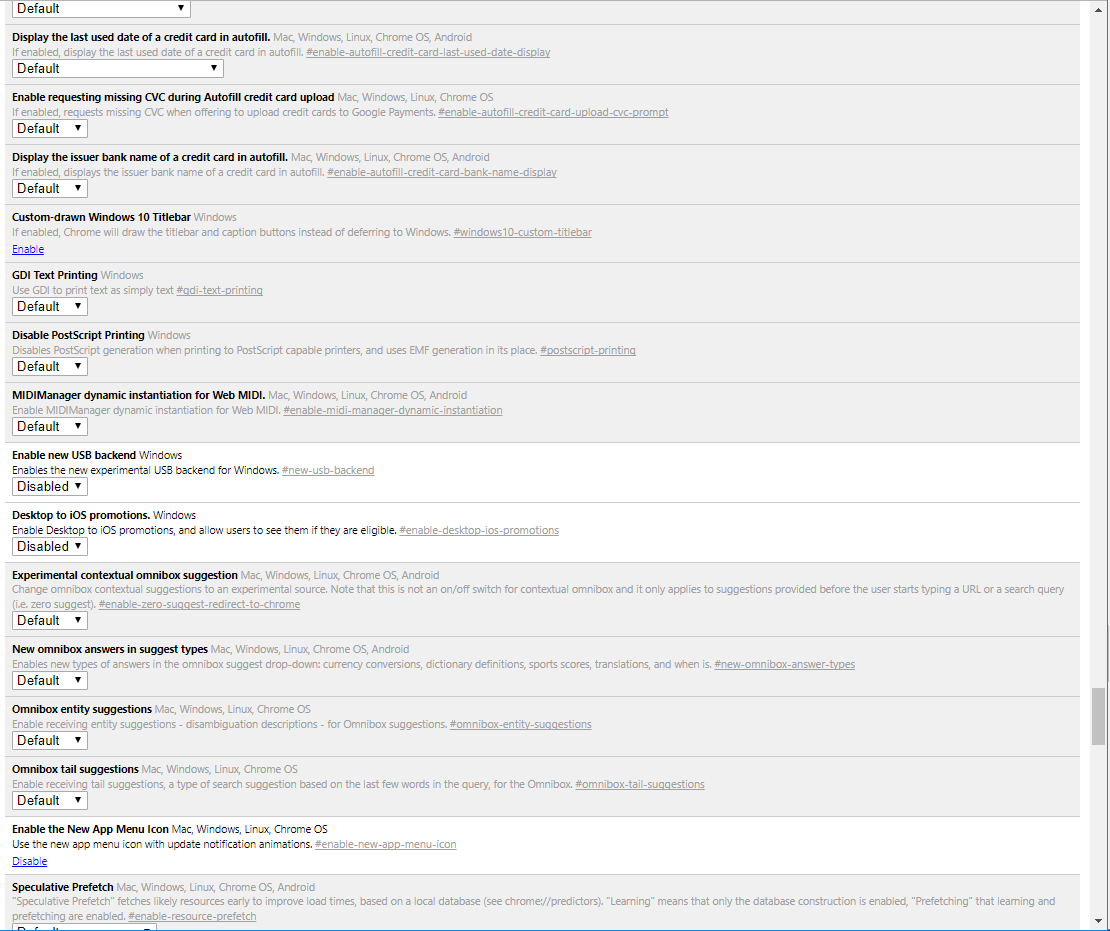 Default
Display the last used date of a credit card in autofill. Mac, Windows, Linux, Chrome OS, Android
If enabled, display the last used date of a credit card in autofill. #enable-autofill-credit-card-last-used-date-display
Default
Enable requesting missing CVC during Autofill credit card upload Mac, Windows, Linux, Chrome OS
If enabled, requests missing CVC when offering to upload credit cards to Google Payments. #enable-autofill-credit-card-upload-cvc-prompt
Default
Display the issuer bank name of a credit card in autofill. Mac, Windows, Linux, Chrome OS, Android
If enabled, displays the issuer bank name of a credit card in autofill. #enable-autofill-credit-card-bank-name-display
Default
Custom-drawn Windows 10 Titlebar Windows
If enabled, Chrome will draw the titlebar and caption buttons instead of deferring to Windows. #windows10-custom-titlebar
Enable
GDI Text Printing Windows
Use GDI to print text as simply text #gdi-text-printing
Default
Disable PostScript Printing Windows
Disables PostScript generation when printing to PostScript capable printers, and uses EMF generation in its place. #postscript-printing
Default
MIDIManager dynamic instantiation for Web MIDI. Mac, Windows, Linux, Chrome OS, Android
Enable MIDIManager dynamic instantiation for Web MIDI. #enable-midi-manager-dynamic-instantiation
Default
Enable new USB backend Windows
Enables the new experimental USB backend for Windows. #new-usb-backend
Disabled
Desktop to iOS promotions. Windows
Enable Desktop to iOS promotions, and allow users to see them if they are eligible. #enable-desktop-ios-promotions
Disabled
Experimental contextual omnibox suggestion Mac, Windows, Linux, Chrome OS, Android
Change omnibox contextual suggestions to an experimental source. Note that this is not an on/off switch for contextual omnibox and it only applies to suggestions provided before the user starts typing a URL or a search query
(i.e. zero suggest). #enable-zero-suggest-redirect-to-chrome
Default
New omnibox answers in suggest types Mac, Windows, Linux, Chrome OS, Android
Enables new types of answers in the omnibox suggest drop-down: currency conversions, dictionary definitions, sports scores, translations, and when is. #new-omnibox-answer-types
Default
Omnibox entity suggestions Mac, Windows, Linux, Chrome OS
Enable receiving entity suggestions - disambiguation descriptions - for Omnibox suggestions. #omnibox-entity-suggestions
Default
Omnibox tail suggestions Mac, Windows, Linux, Chrome OS
Enable receiving tail suggestions, a type of search suggestion based on the last few words in the query, for the Omnibox. #omnibox-tail-suggestions
Default
Enable the New App Menu Icon Mac, Windows, Linux, Chrome OS
Use the new app menu icon with update notification animations. #enable-new-app-menu-icon
Disable
Speculative Prefetch Mac, Windows, Linux, Chrome OS, Android
"Speculative Prefetch" fetches likely resources early to improve load times, based on a local database (see chrome://predictors). "Learning" means that only the database construction is enabled, "Prefetching" that learning and
prefetching are enabled. #enable-resource-prefetch
Default